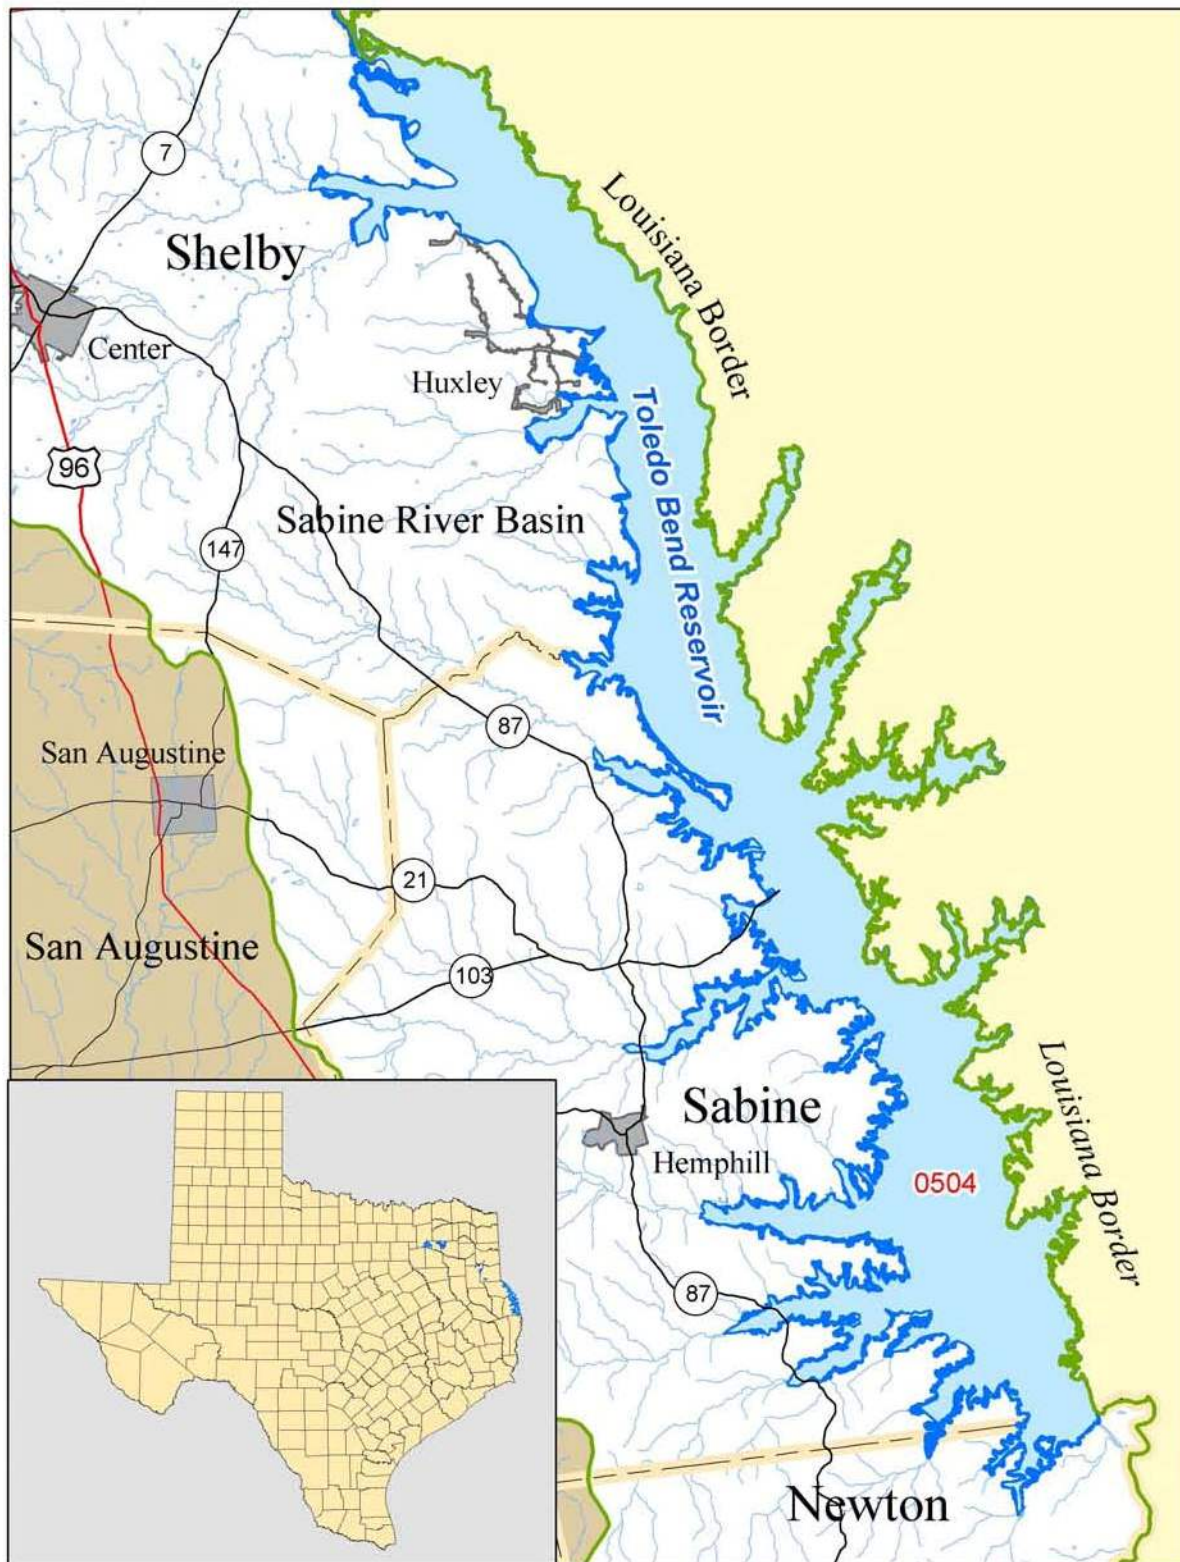 7
Louisiana Border
Shelby
Center
Huxley
Toledo Bend Reservoir
96
Sabine River Basin
147
87
San Augustine
21
San Augustine
103
Sabine
Hemphill
0504
Louisiana Border
87
Newton